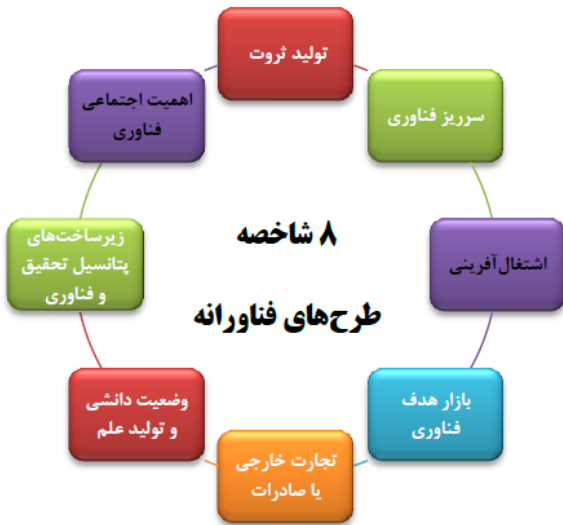 تولید ثروت
سرریز فناوری
اشتغال‌آفرینی
بازار هدف
فناوری
تجارت خارجی
یا صادرات
وضعیت دانشی
و تولید علم
زیرساخت‌های
پتانسیل تحقیق
و فناوری
اهمیت اجتماعی
فناوری
۸ شاخصه
طرح‌های فناورانه